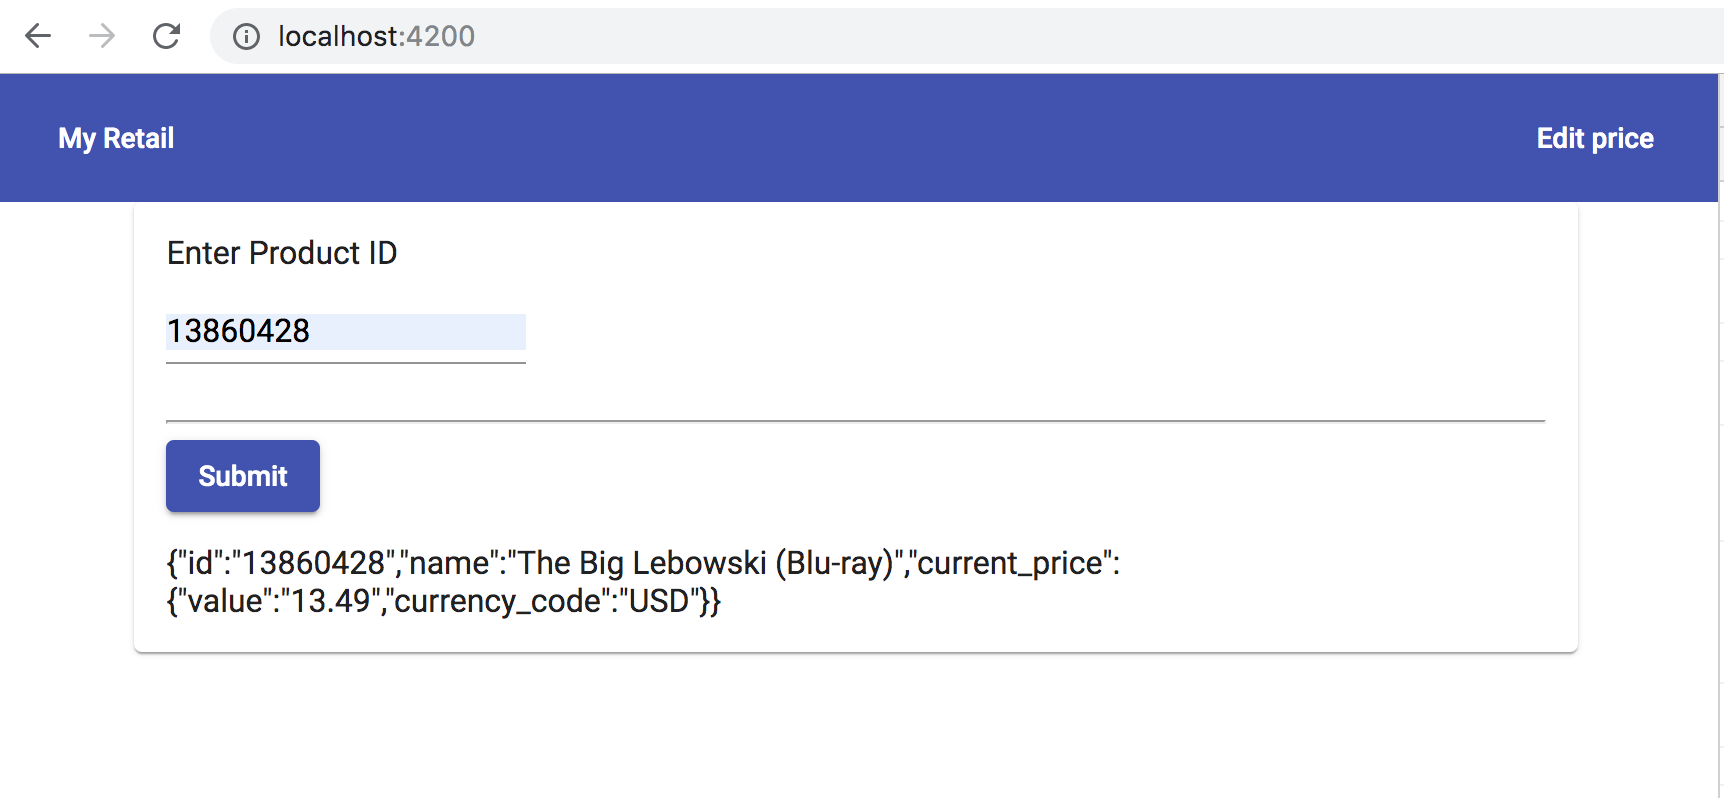 localhost:4200
My Retail
Edit price
Enter Product ID
13860428
Submit
{"id":"13860428","name":"The Big Lebowski (Blu-ray)","current_price":
{"value":"13.49","currency_code":"USD"}}